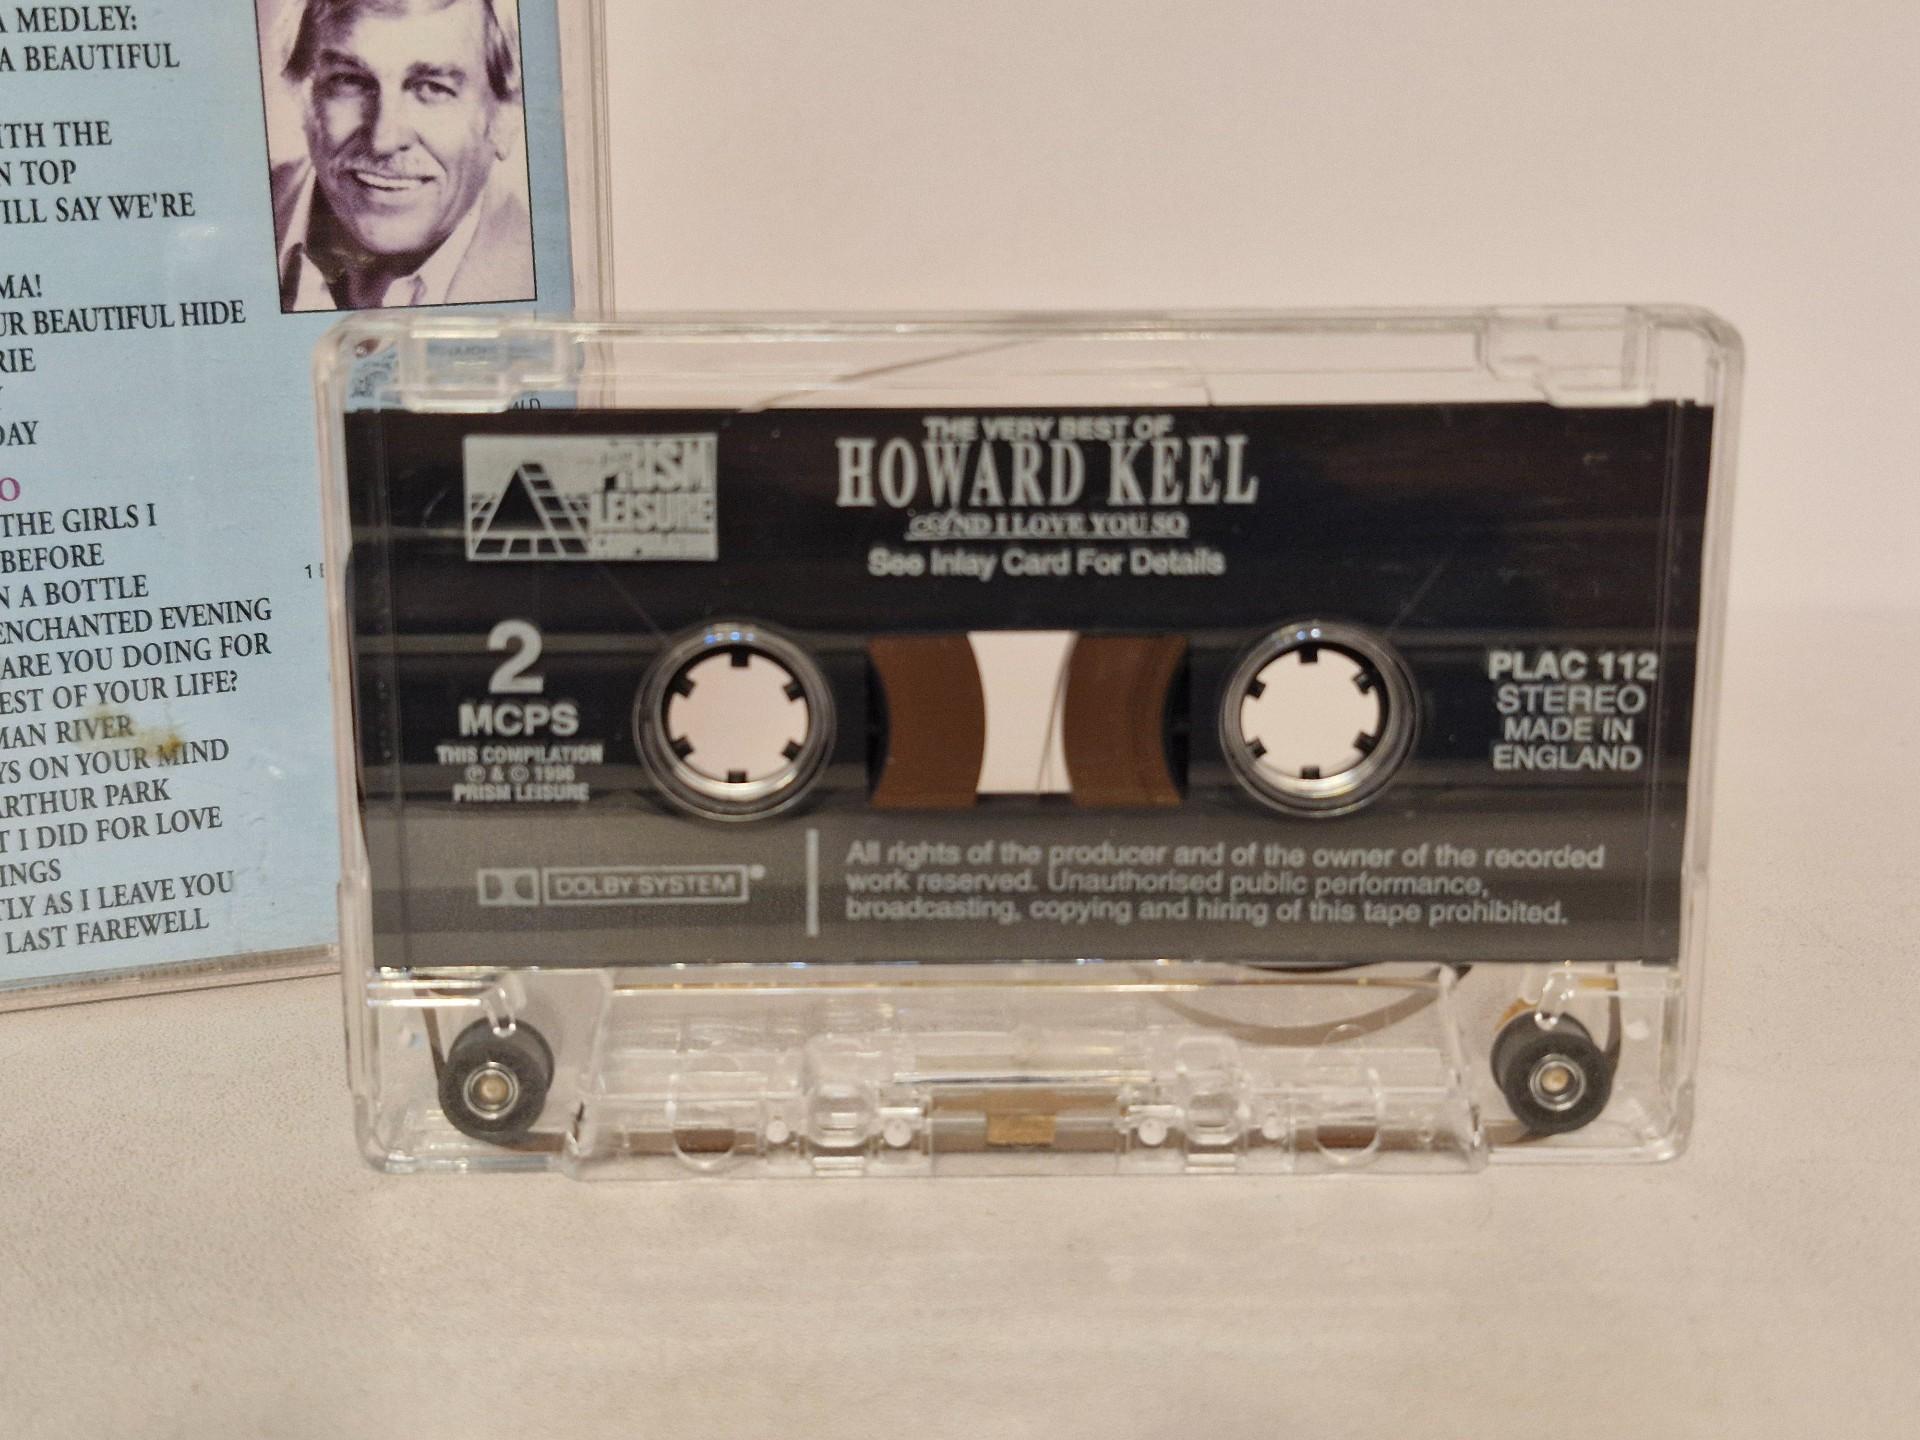 A MEDLEY:
A BEAUTIFUL
ITH THE
N TOP
ILL SAY WE'RE
MA!
UR BEAUTIFUL HIDE
RIE
DAY
O
THE GIRLS I
BEFORE
N A BOTTLE
ENCHANTED EVENING
ARE YOU DOING FOR
EST OF YOUR LIFE?
MAN RIVER
YS ON YOUR MIND
ARTHUR PARK
T I DID FOR LOVE
INGS
TLY AS I LEAVE YOU
LAST FAREWELL
PRISM
LEISURE
THE VERY BEST OF
HOWARD KEEL
AND I LOVE YOU SO
See Inlay Card For Details
2
MCPS
THIS COMPILATION
℗ & © 1996
PRISM LEISURE
PLAC 112
STEREO
MADE IN
ENGLAND
DOLBY SYSTEM®
All rights of the producer and of the owner of the recorded
work reserved. Unauthorised public performance,
broadcasting, copying and hiring of this tape prohibited.